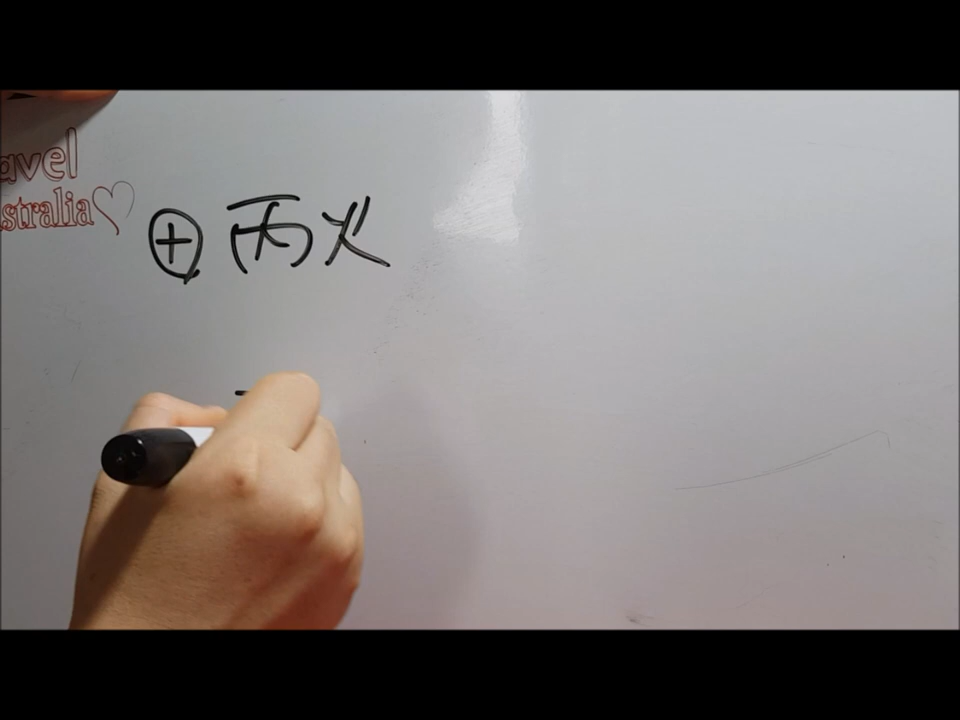 avel
stralia♡
⊕ 丙火